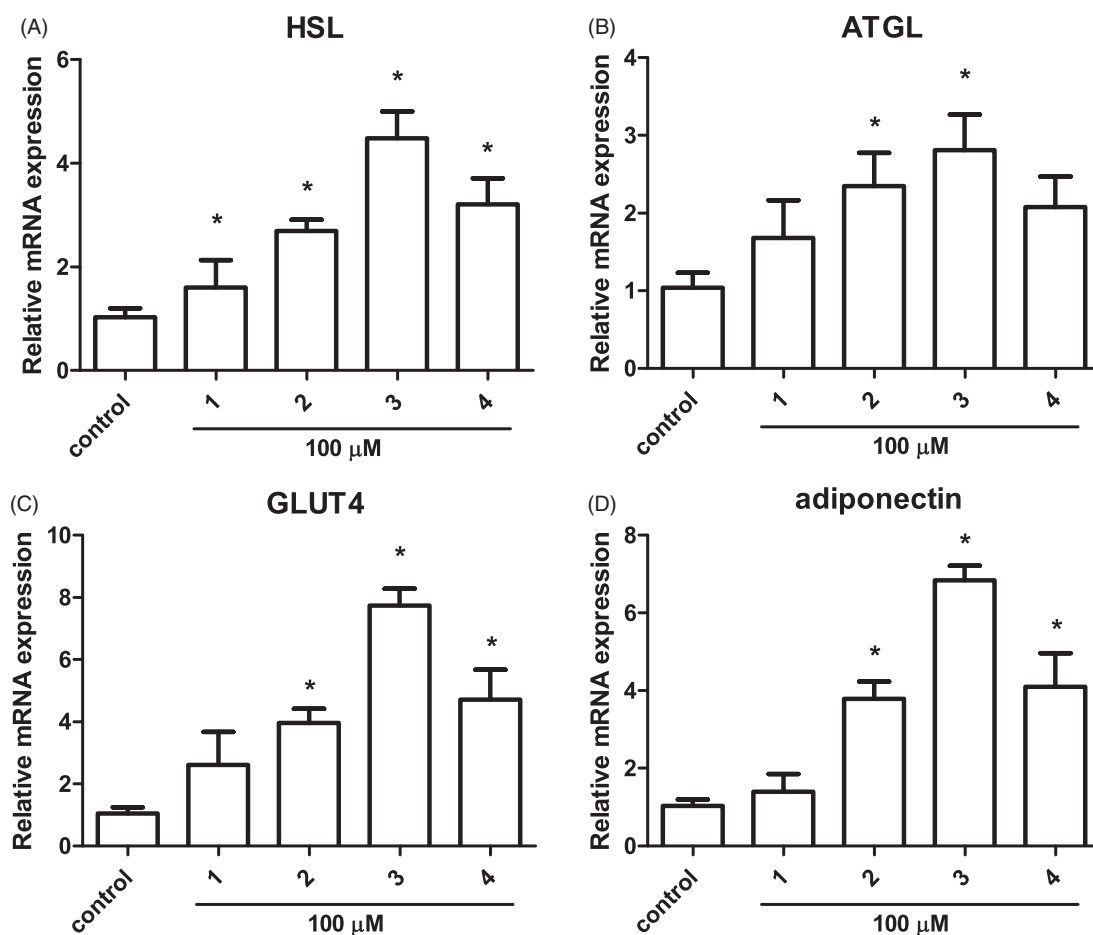 (A)
HSL
Relative mRNA expression
6
4
2
0
*
*
*
*
control
1
2
3
4
100 μM
(B)
ATGL
Relative mRNA expression
4
3
2
1
0
*
*
control
1
2
3
4
100 μM
(C)
GLUT4
Relative mRNA expression
10
8
6
4
2
0
*
*
*
control
1
2
3
4
100 μM
(D)
adiponectin
Relative mRNA expression
8
6
4
2
0
*
*
*
control
1
2
3
4
100 μM